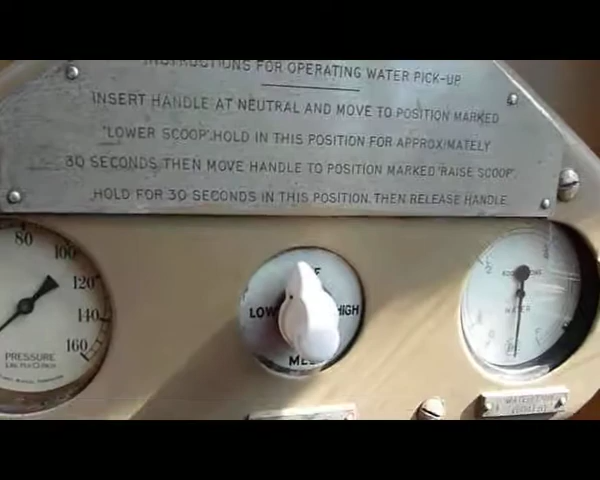 INSTRUCTIONS FOR OPERATING WATER PICK-UP
INSERT HANDLE AT NEUTRAL AND MOVE TO POSITION MARKED
"LOWER SCOOP". HOLD IN THIS POSITION FOR APPROXIMATELY
30 SECONDS THEN MOVE HANDLE TO POSITION MARKED "RAISE SCOOP".
HOLD FOR 30 SECONDS IN THIS POSITION. THEN RELEASE HANDLE.
80
100
120
140
160
PRESSURE
LOW
HIGH
WATER